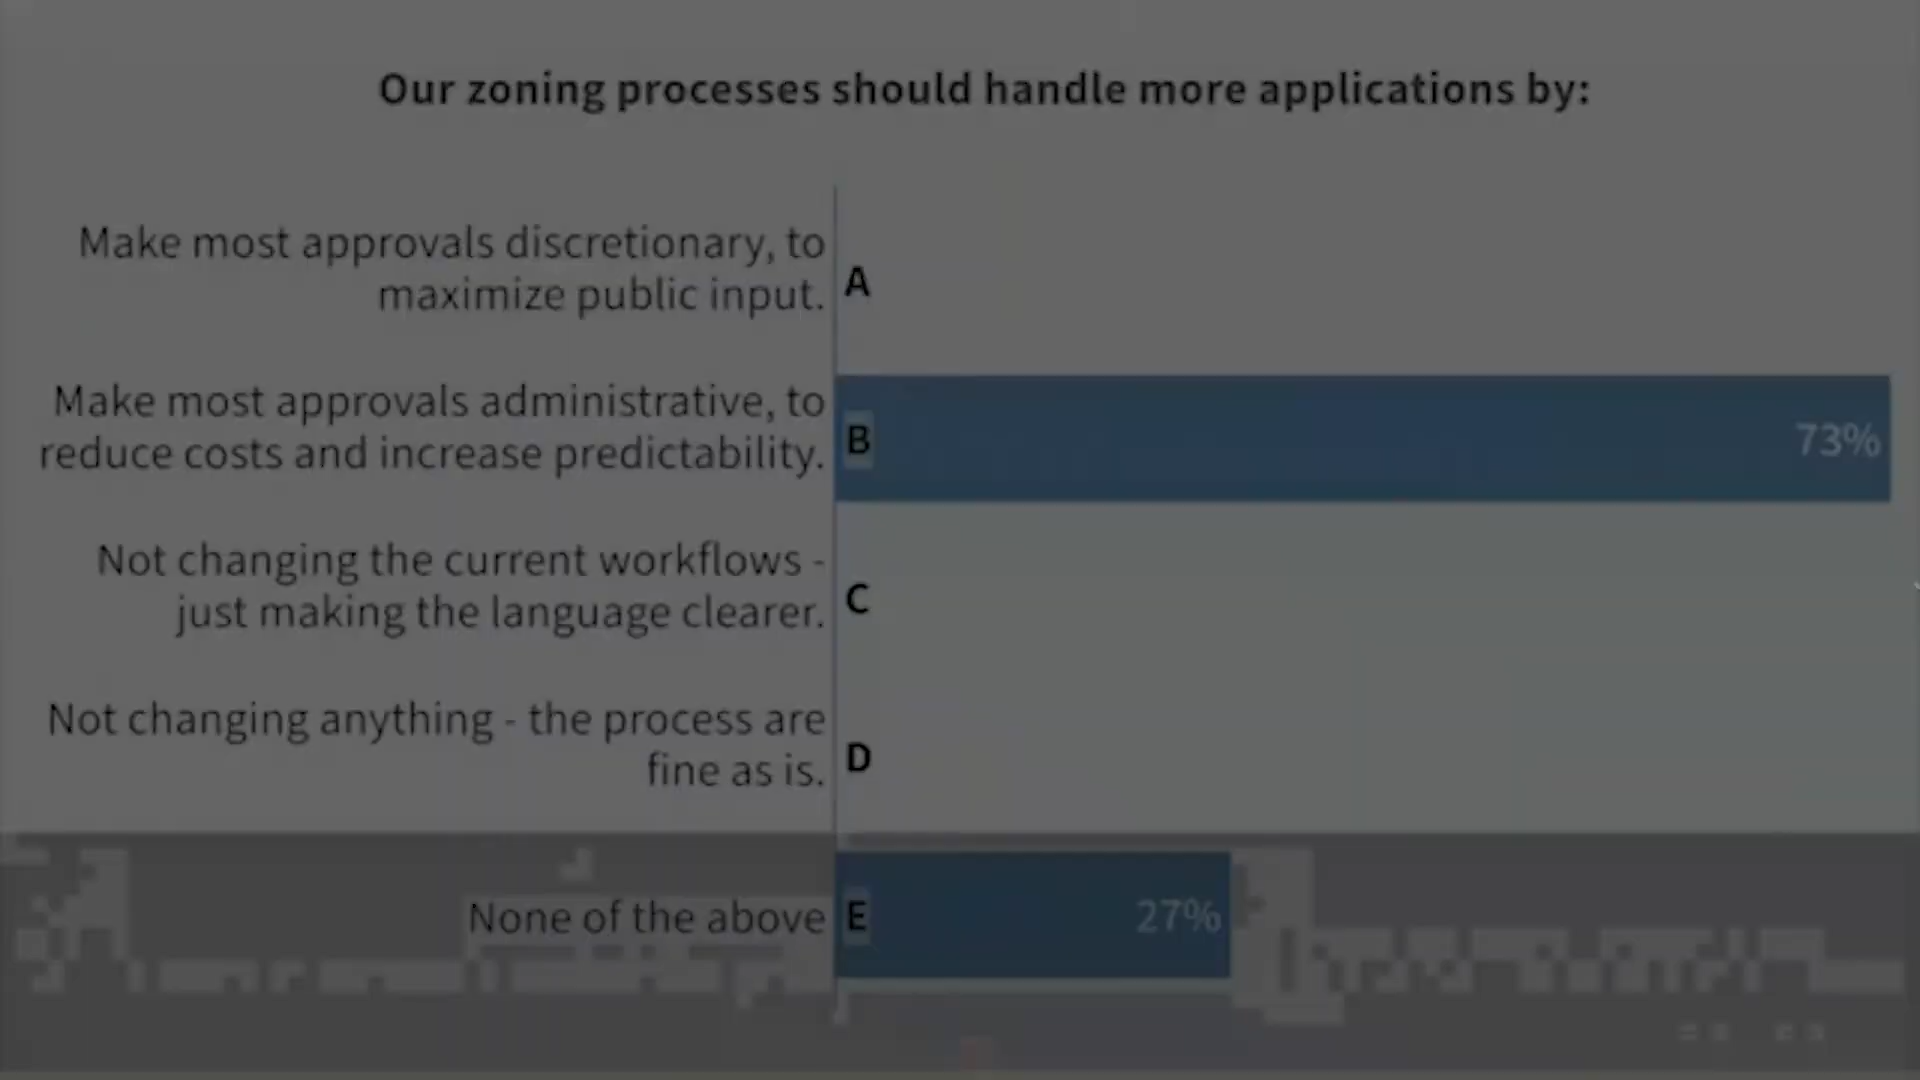 Our zoning processes should handle more applications by:
Make most approvals discretionary, to
maximize public input.
A
Make most approvals administrative, to
reduce costs and increase predictability.
B
73%
Not changing the current workflows -
just making the language clearer.
C
Not changing anything - the process are
fine as is.
D
None of the above
E
27%